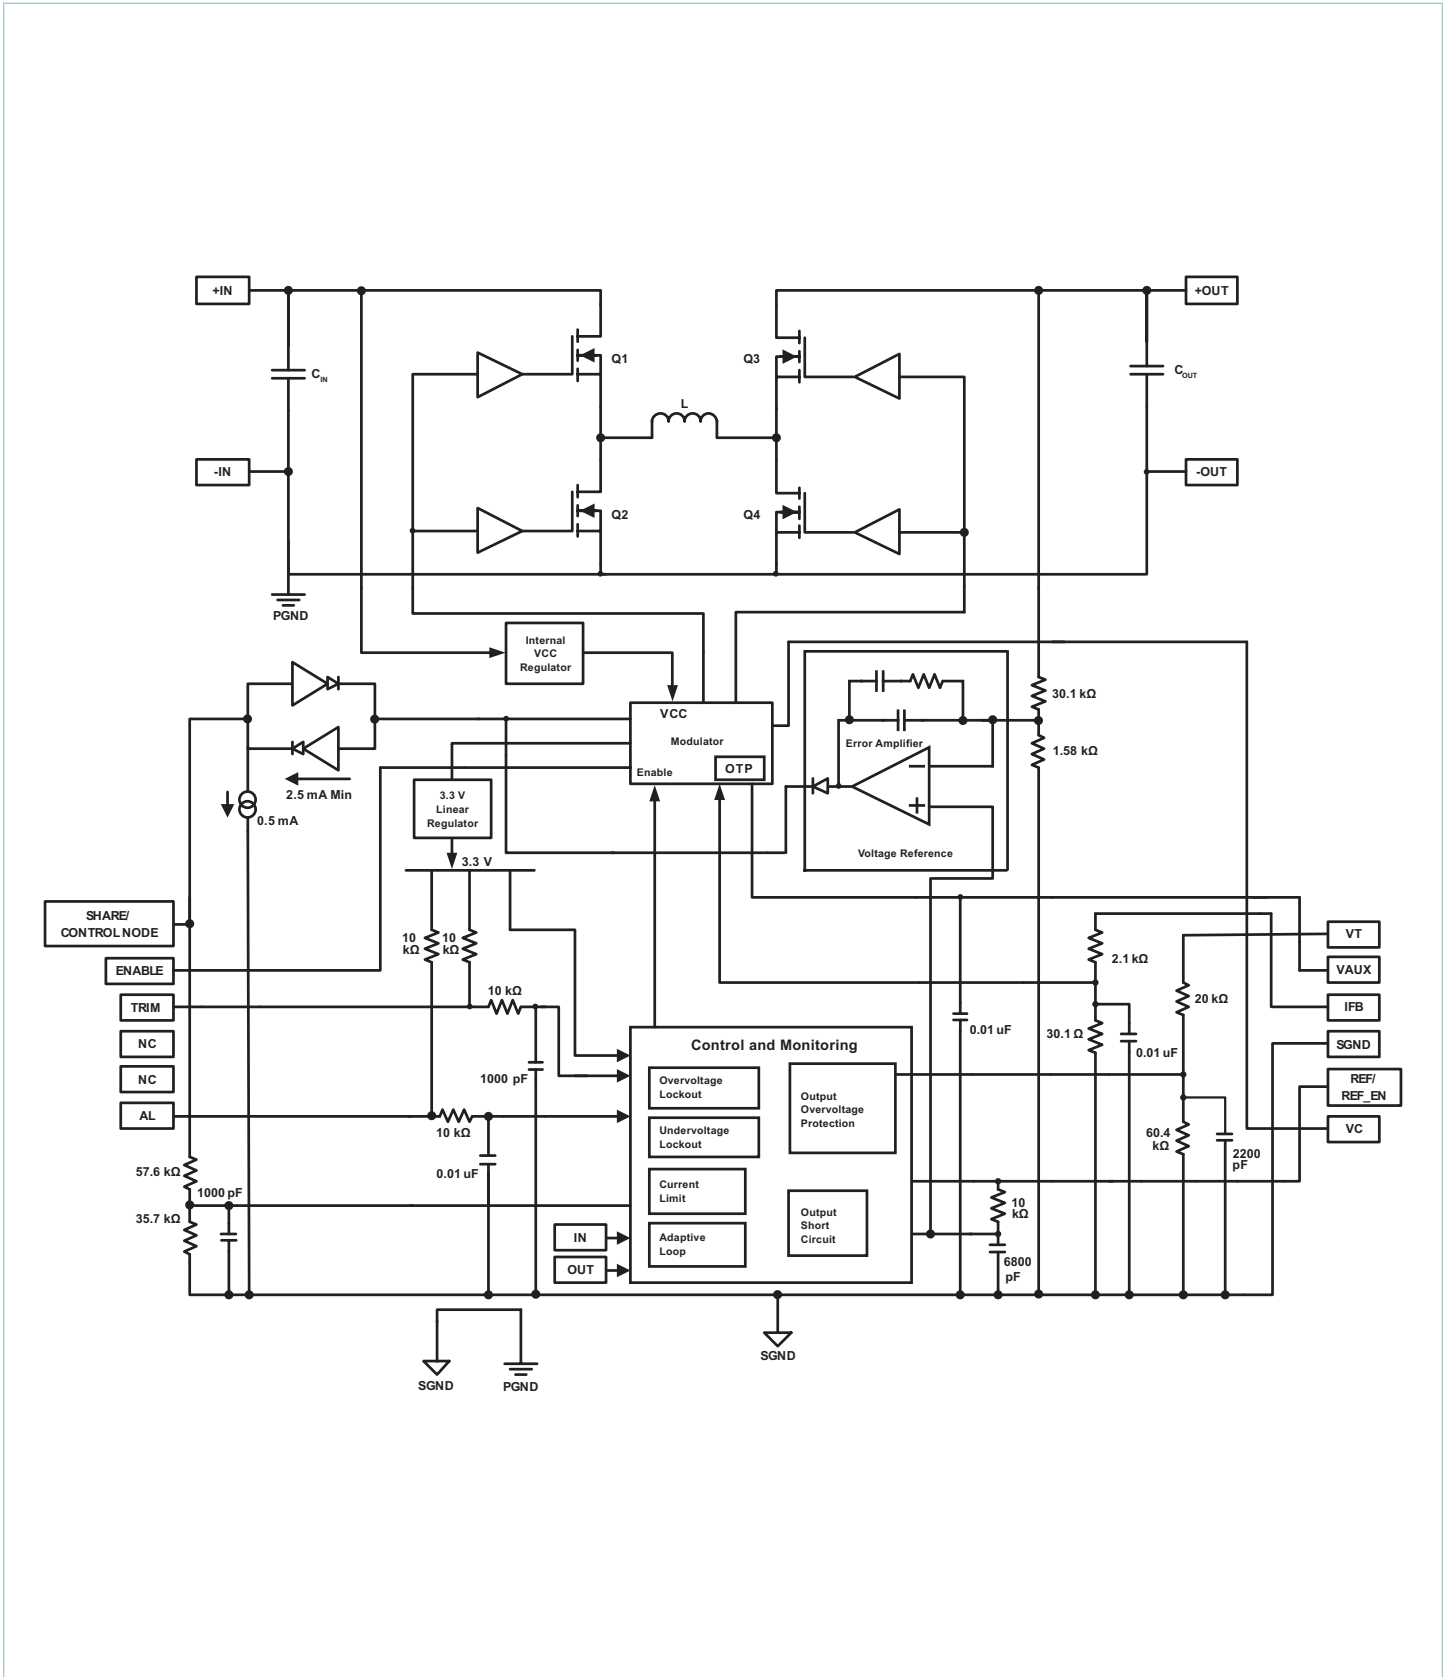 +IN
+OUT
Q1
Q3
CIN
COUT
L
-IN
-OUT
Q2
Q4
PGND
Internal
VCC
Regulator
30.1 kΩ
VCC
Modulator
Error Amplifier
1.58 kΩ
OTP
Enable
2.5 mA Min
3.3 V
Linear
Regulator
0.5 mA
Voltage Reference
3.3 V
SHARE/
CONTROL NODE
10
kΩ
10
kΩ
VT
2.1 kΩ
ENABLE
VAUX
10 kΩ
20 kΩ
TRIM
IFB
0.01 uF
30.1 Ω
NC
Control and Monitoring
SGND
0.01 uF
1000 pF
NC
Overvoltage
Lockout
Output
Overvoltage
Protection
REF/
REF_EN
AL
10 kΩ
Undervoltage
Lockout
60.4
kΩ
VC
2200
pF
57.6 kΩ
0.01 uF
1000 pF
Current
Limit
35.7 kΩ
10
kΩ
Output
Short
Circuit
IN
Adaptive
Loop
OUT
6800
pF
SGND
SGND
PGND